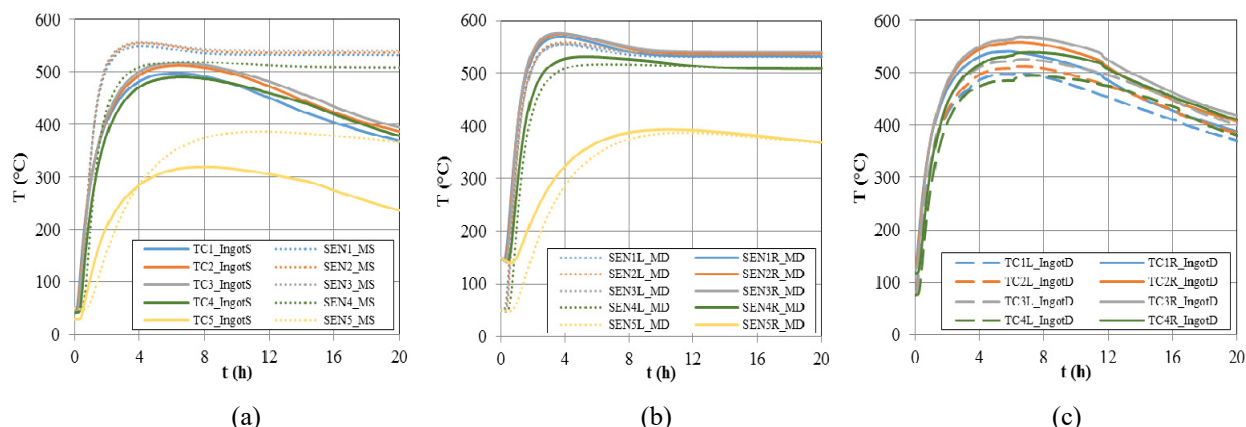 600
500
400
300
200
100
0
T (°C)
TC1_IngotS
SEN1_MS
TC2_IngotS
SEN2_MS
TC3_IngotS
SEN3_MS
TC4_IngotS
SEN4_MS
TC5_IngotS
SEN5_MS
0 4 8 12 16 20
t (h)
(a)
600
500
400
300
200
100
0
T (°C)
SEN1L_MD
SEN1R_MD
SEN2L_MD
SEN2R_MD
SEN3L_MD
SEN3R_MD
SEN4L_MD
SEN4R_MD
SEN5L_MD
SEN5R_MD
0 4 8 12 16 20
t (h)
(b)
600
500
400
300
200
100
0
T (°C)
TC1L_IngotD
TC1R_IngotD
TC2L_IngotD
TC2R_IngotD
TC3L_IngotD
TC3R_IngotD
TC4L_IngotD
TC4R_IngotD
0 4 8 12 16 20
t (h)
(c)